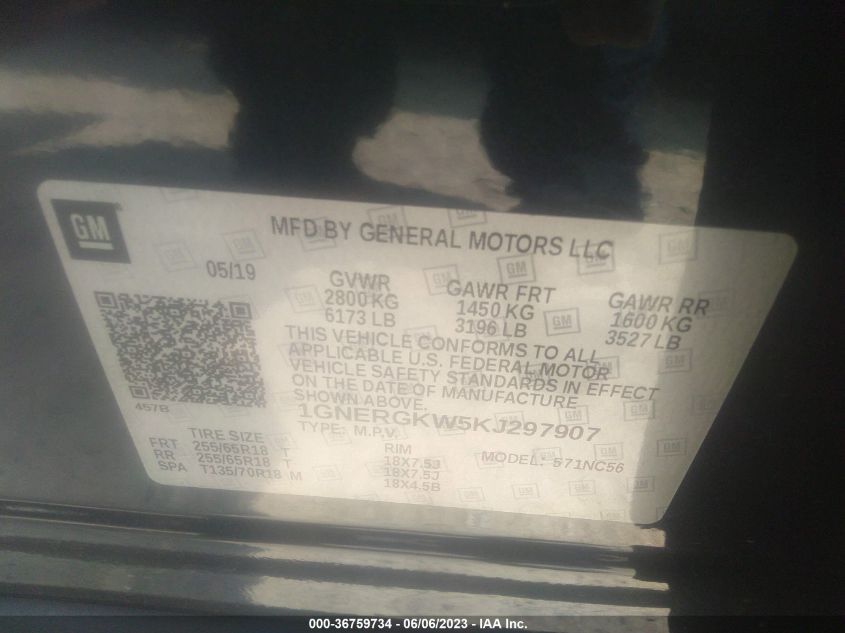 GM
MFD BY GENERAL MOTORS LLC
05/19
GVWR
2800 KG
6173 LB
GAWR FRT
1450 KG
3196 LB
GAWR RR
1600 KG
3527 LB
THIS VEHICLE CONFORMS TO ALL
APPLICABLE U.S. FEDERAL MOTOR
VEHICLE SAFETY STANDARDS IN EFFECT
ON THE DATE OF MANUFACTURE
SHOWN ABOVE.
457B
1GNERGKW5KJ297907
TYPE: M.P.V.
MODEL: 571NC56
TIRE SIZE RIM
FRT 255/65R18 T 18X7.5J
RR 255/65R18 T 18X7.5J
SPA T135/70R18 M 18X4.5B
000-36759734 - 06/06/2023 - IAA Inc.